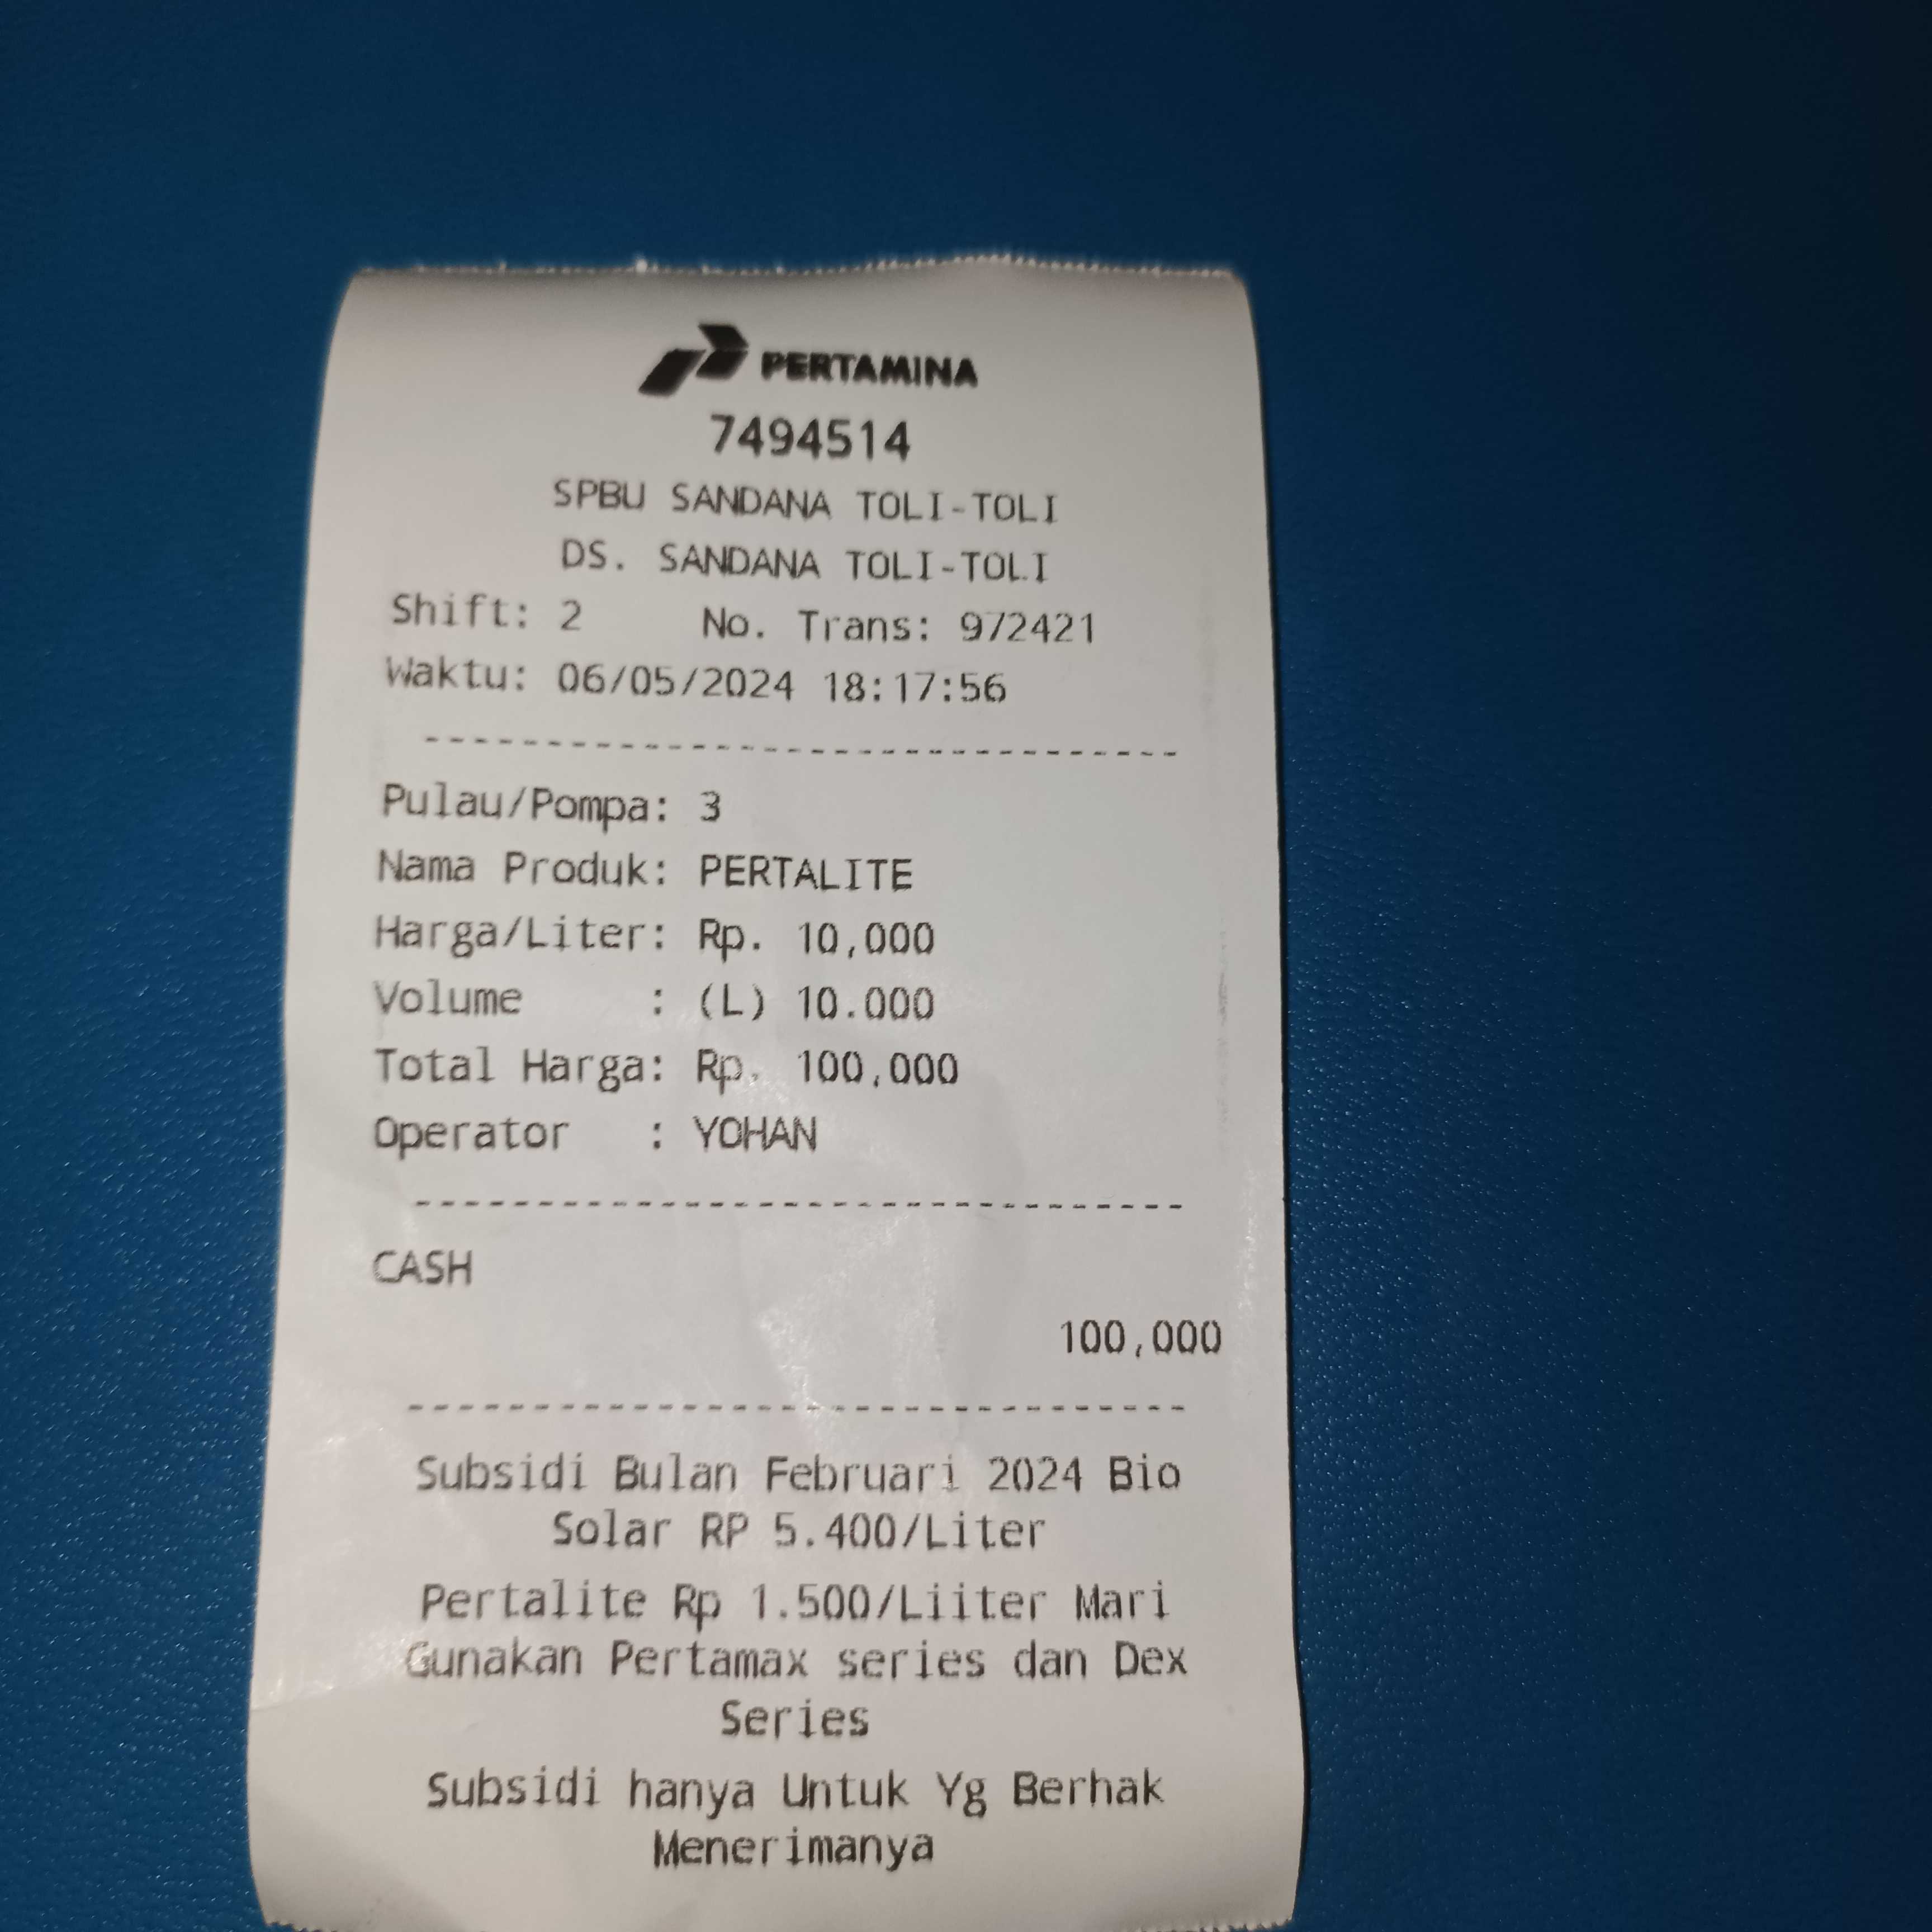 PERTAMINA
7494514
SPBU SANDANA TOLI-TOLI
DS. SANDANA TOLI-TOLI
Shift: 2 No. Trans: 972421
Waktu: 06/05/2024 18:17:56
--------------------------------
Pulau/Pompa: 3
Nama Produk: PERTALITE
Harga/Liter: Rp. 10,000
Volume : (L) 10.000
Total Harga: Rp. 100,000
Operator : YOHAN
--------------------------------
CASH
100,000
--------------------------------
Subsidi Bulan Februari 2024 Bio
Solar RP 5.400/Liter
Pertalite Rp 1.500/Liiter Mari
Gunakan Pertamax series dan Dex
Series
Subsidi hanya Untuk Yg Berhak
Menerimanya